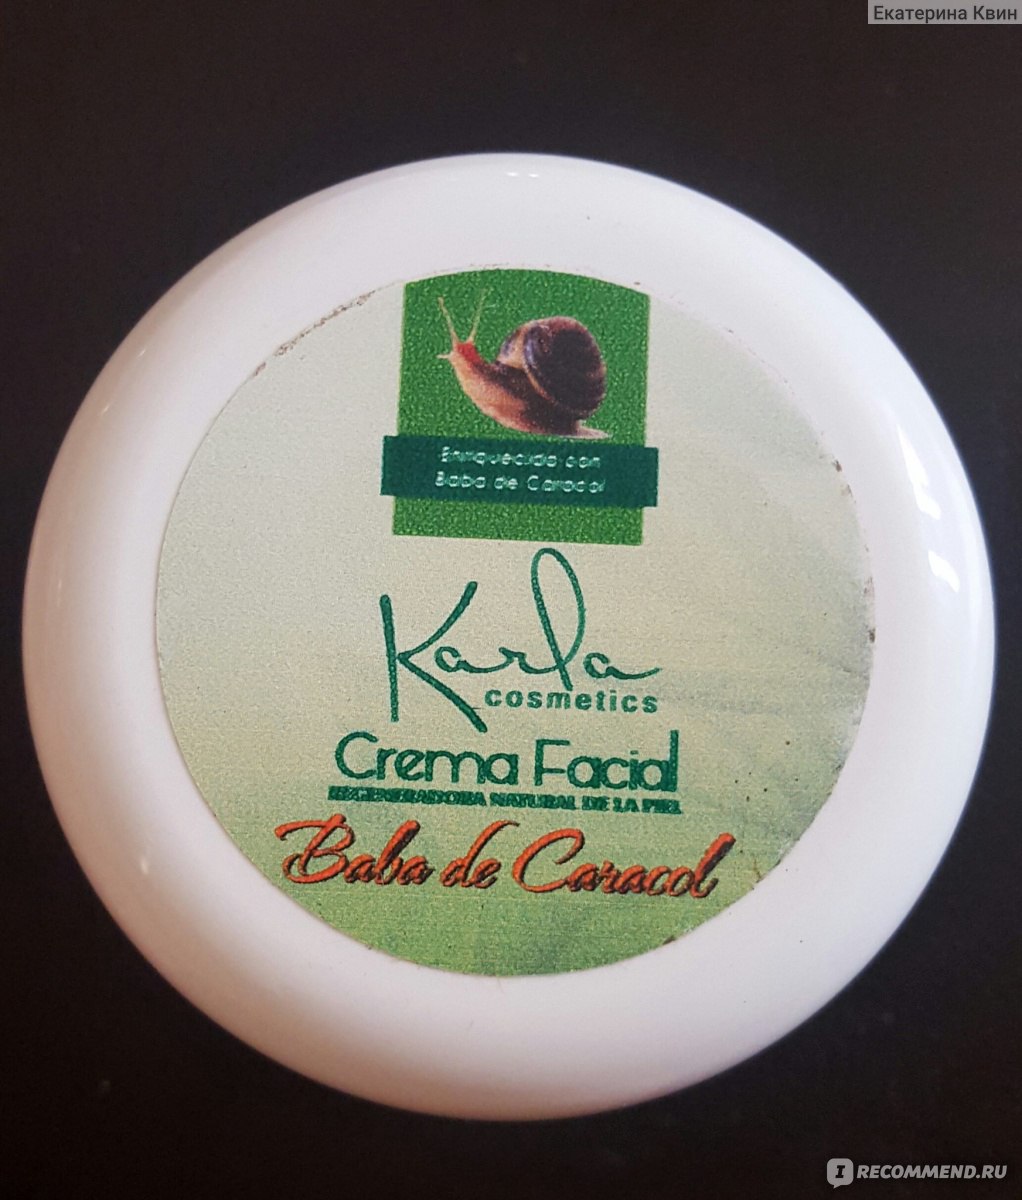 Екатерина Квин
Enriquecida con
Baba de Caracol
Karla
cosmetics
Crema Facial
REGENERADORA NATURAL DE LA PIEL
Baba de Caracol
IRECOMMEND.RU